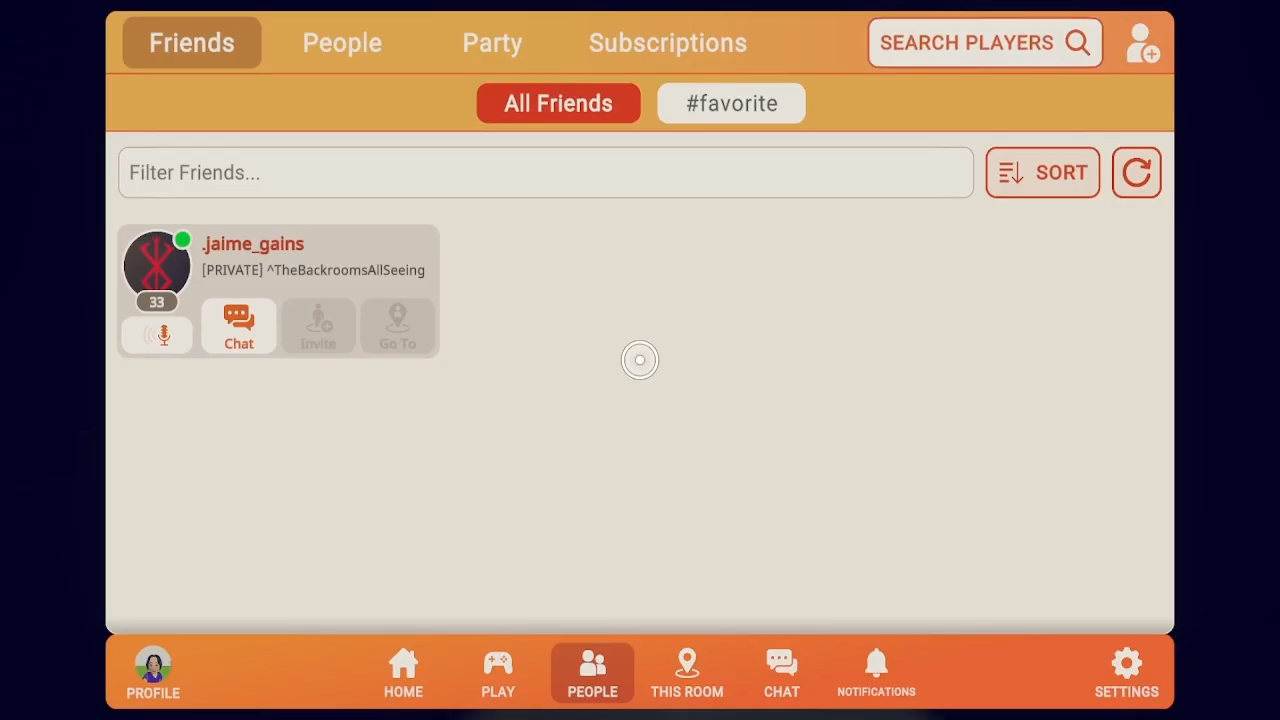 Friends People Party Subscriptions SEARCH PLAYERS
All Friends #favorite
Filter Friends... SORT
.jaime_gains
[PRIVATE] ^TheBackroomsAllSeeing
33
Chat Invite Go To
PROFILE HOME PLAY PEOPLE THIS ROOM CHAT NOTIFICATIONS SETTINGS